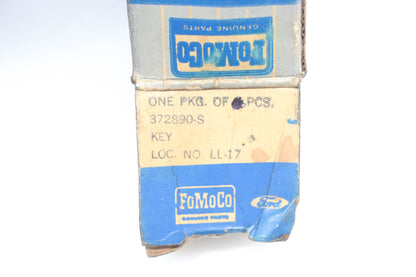 FoMoCo
GENUINE PARTS
ONE PKG. OF PCS.
372890-S
KEY
LOC. NO. LL-17
FoMoCo
GENUINE PARTS
Ford